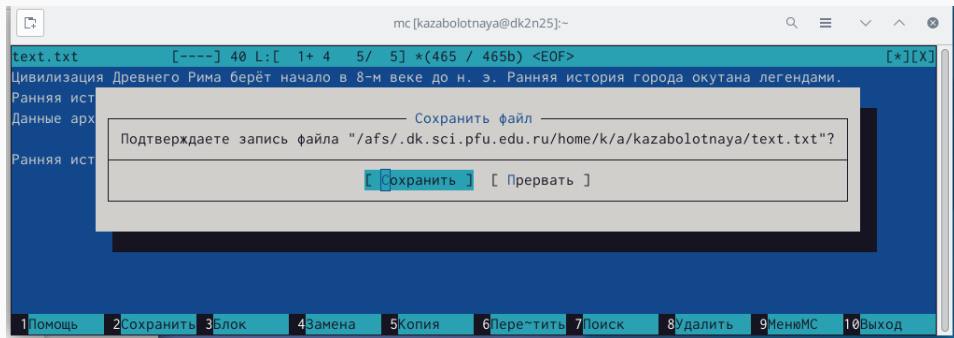 mc [kazabolotnaya@dk2n25]:~
text.txt [----] 40 L:[ 1+ 4 5/ 5] *(465 / 465b) <EOF> [*][X]
Цивилизация Древнего Рима берёт начало в 8-м веке до н. э. Ранняя история города окутана легендами.
Ранняя ист
Данные арх
Сохранить файл
Подтверждаете запись файла "/afs/.dk.sci.pfu.edu.ru/home/k/a/kazabolotnaya/text.txt"?
Ранняя ист
[ Сохранить ] [ Прервать ]
1Помощь 2Сохранить 3Блок 4Замена 5Копия 6Пере~тить 7Поиск 8Удалить 9МенюMC 10Выход